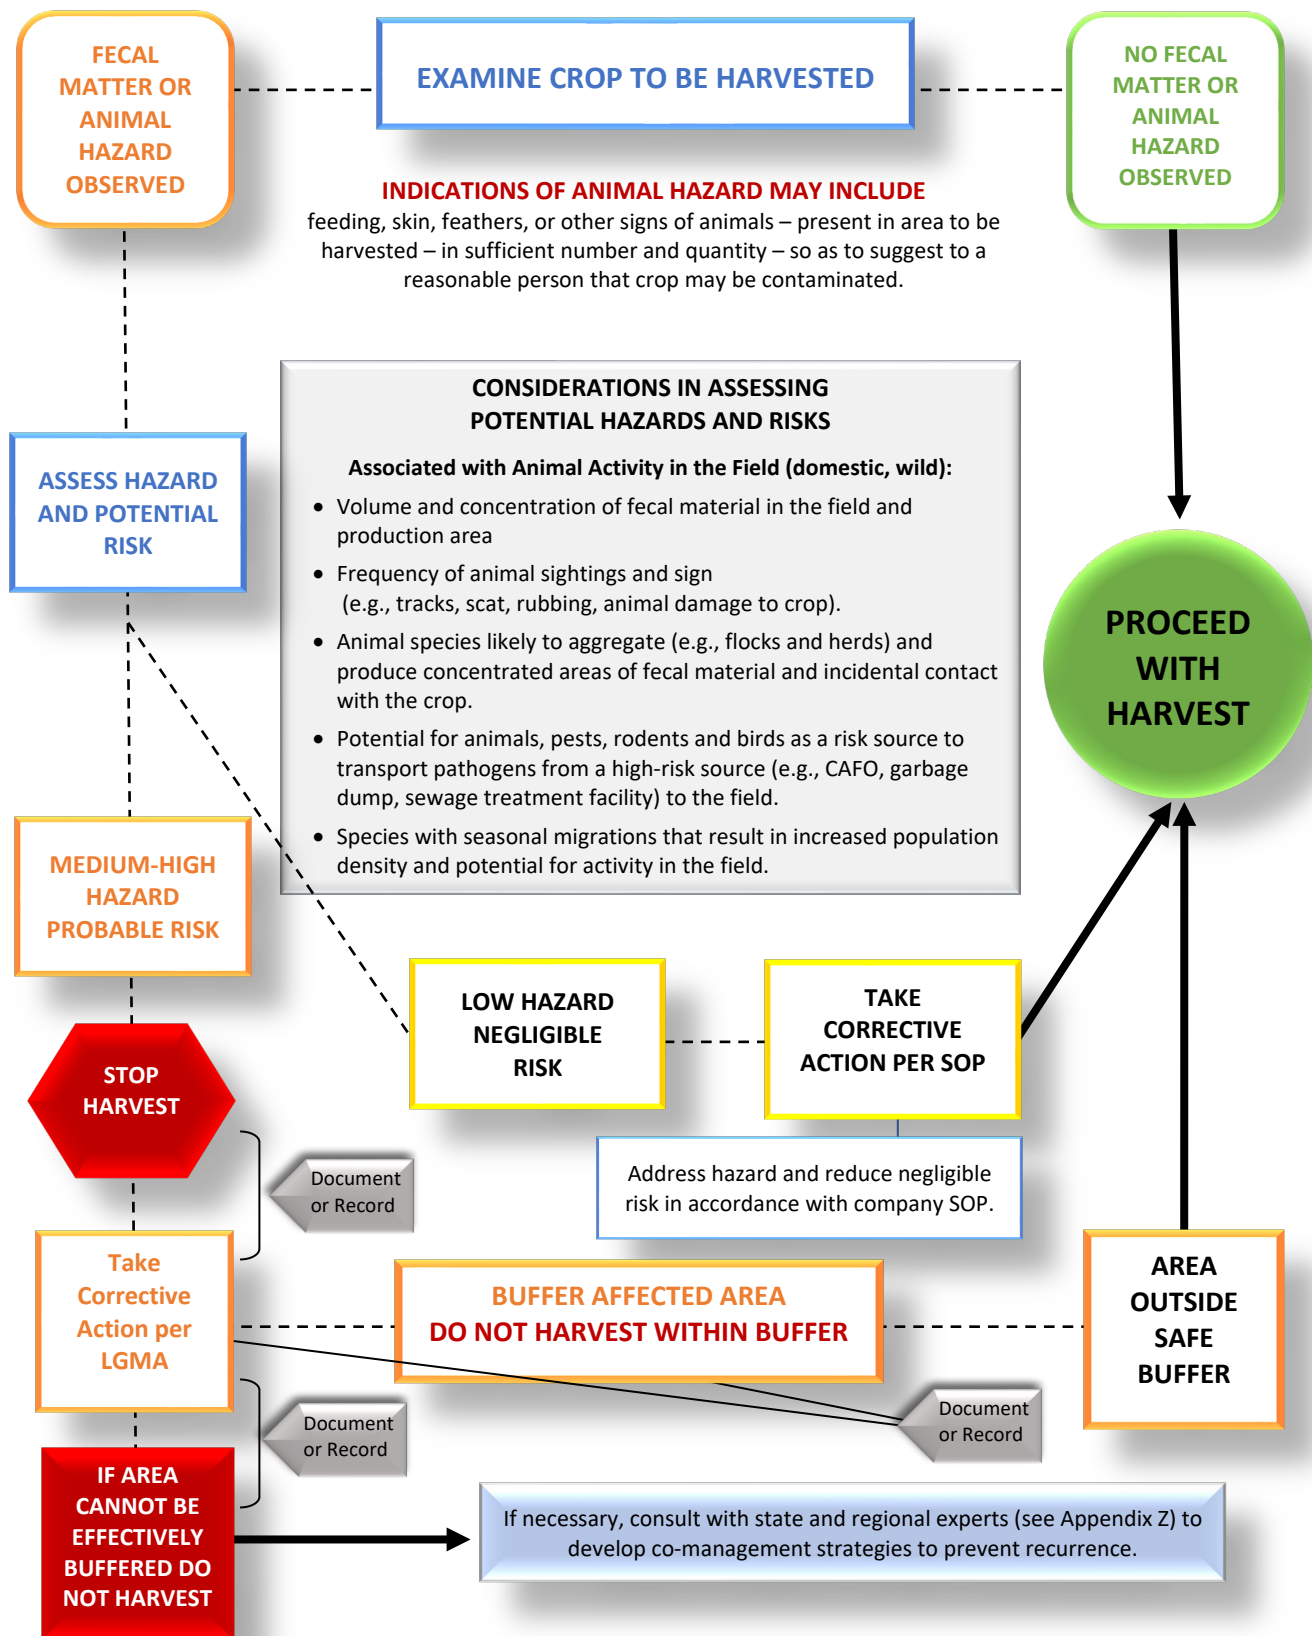 FECAL
MATTER OR
ANIMAL
HAZARD
OBSERVED
EXAMINE CROP TO BE HARVESTED
NO FECAL
MATTER OR
ANIMAL
HAZARD
OBSERVED
INDICATIONS OF ANIMAL HAZARD MAY INCLUDE
feeding, skin, feathers, or other signs of animals – present in area to be
harvested – in sufficient number and quantity – so as to suggest to a
reasonable person that crop may be contaminated.
CONSIDERATIONS IN ASSESSING
POTENTIAL HAZARDS AND RISKS
Associated with Animal Activity in the Field (domestic, wild):
• Volume and concentration of fecal material in the field and
production area
• Frequency of animal sightings and sign
(e.g., tracks, scat, rubbing, animal damage to crop).
• Animal species likely to aggregate (e.g., flocks and herds) and
produce concentrated areas of fecal material and incidental contact
with the crop.
• Potential for animals, pests, rodents and birds as a risk source to
transport pathogens from a high-risk source (e.g., CAFO, garbage
dump, sewage treatment facility) to the field.
• Species with seasonal migrations that result in increased population
density and potential for activity in the field.
ASSESS HAZARD
AND POTENTIAL
RISK
PROCEED
WITH
HARVEST
MEDIUM-HIGH
HAZARD
PROBABLE RISK
LOW HAZARD
NEGLIGIBLE
RISK
TAKE
CORRECTIVE
ACTION PER SOP
STOP
HARVEST
Document
or Record
Address hazard and reduce negligible
risk in accordance with company SOP.
Take
Corrective
Action per
LGMA
BUFFER AFFECTED AREA
DO NOT HARVEST WITHIN BUFFER
AREA
OUTSIDE
SAFE
BUFFER
Document
or Record
Document
or Record
IF AREA
CANNOT BE
EFFECTIVELY
BUFFERED DO
NOT HARVEST
If necessary, consult with state and regional experts (see Appendix Z) to
develop co-management strategies to prevent recurrence.